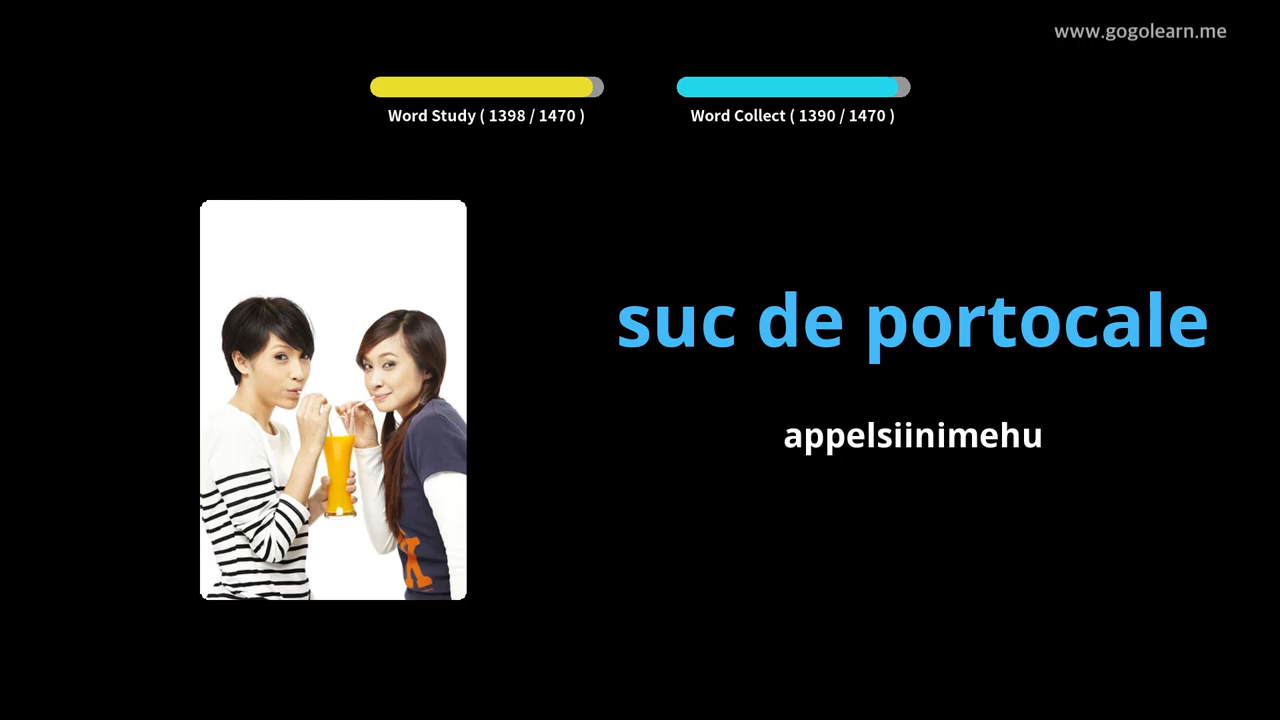 www.gogolearn.me
Word Study ( 1398 / 1470 )
Word Collect ( 1390 / 1470 )
suc de portocale
appelsiinimehu